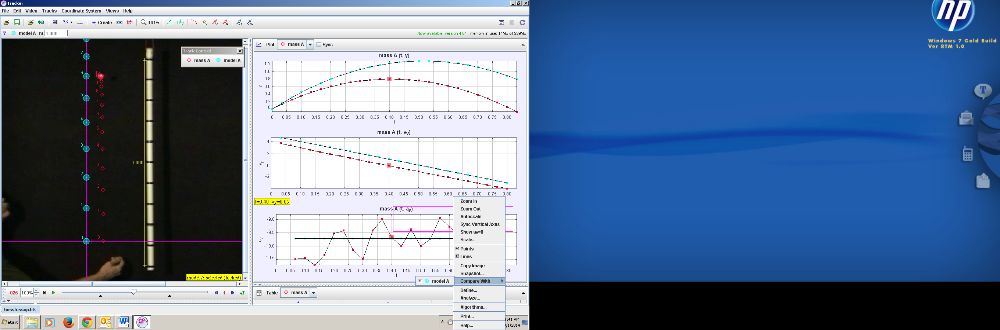 Tracker
File Edit Video Tracks Coordinate System Views Help
Create 141%
model A m 1.000
Now available: version 4.84 memory in use: 14MB of 239MB
Plot mass A Sync
Track Control
mass A model A
7
6
5
4
3
2
1
0
12
9
8
7
6
5
4
3
2
1
0
1.000
model A selected (locked)
mass A (t, y)
1.2
1.0
0.8
0.6
0.4
0.2
0
y
0 0.05 0.10 0.15 0.20 0.25 0.30 0.35 0.40 0.45 0.50 0.55 0.60 0.65 0.70 0.75 0.80
t
mass A (t, vy)
4
2
0
-2
vy
0 0.05 0.10 0.15 0.20 0.25 0.30 0.35 0.40 0.45 0.50 0.55 0.60 0.65 0.70 0.75 0.80
t
t=0.40 vy=0.05
mass A (t, ay)
-9.0
-9.5
-10.0
-10.5
ay
0 0.05 0.10 0.15 0.20 0.25 0.30 0.35 0.40 0.45 0.50 0.55 .80
t
Zoom In
Zoom Out
Autoscale
Sync Vertical Axes
Show ay=0
Scale...
Points
Lines
Copy Image
Snapshot...
Compare With
model A
Define...
Analyze...
Algorithms...
Print...
Help...
026 100% 1
Table mass A
bosstossup.trk
Start
1:41 AM
/1/2014
hp
Windows 7 Gold Build
Ver RTM 1.0